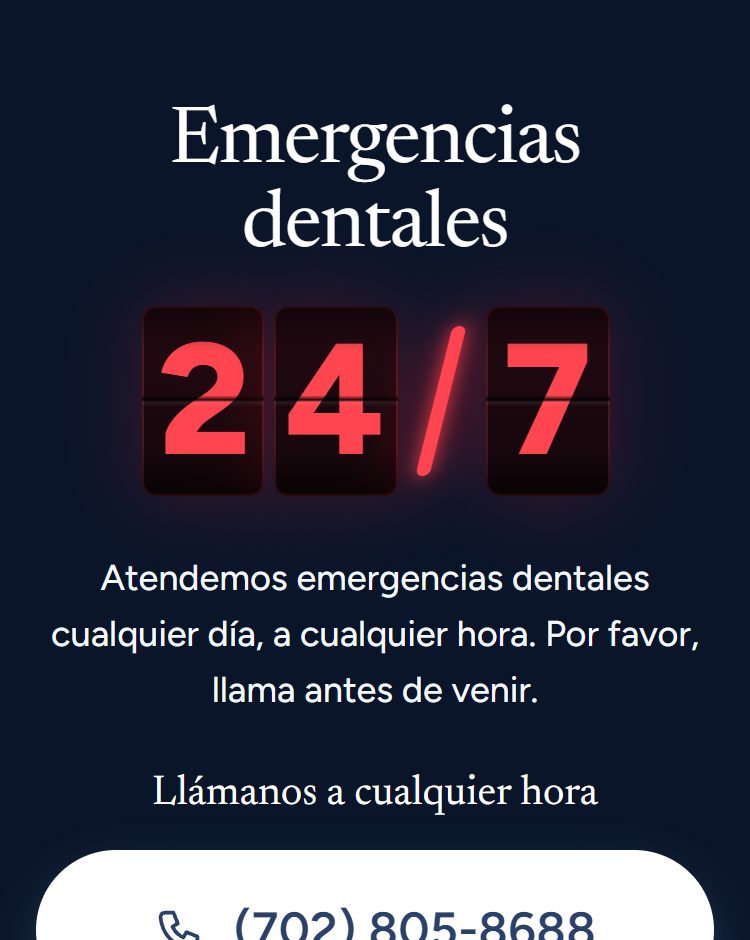 Emergencias
dentales
24/7
Atendemos emergencias dentales
cualquier día, a cualquier hora. Por favor,
llama antes de venir.
Llámanos a cualquier hora
(702) 805-8688